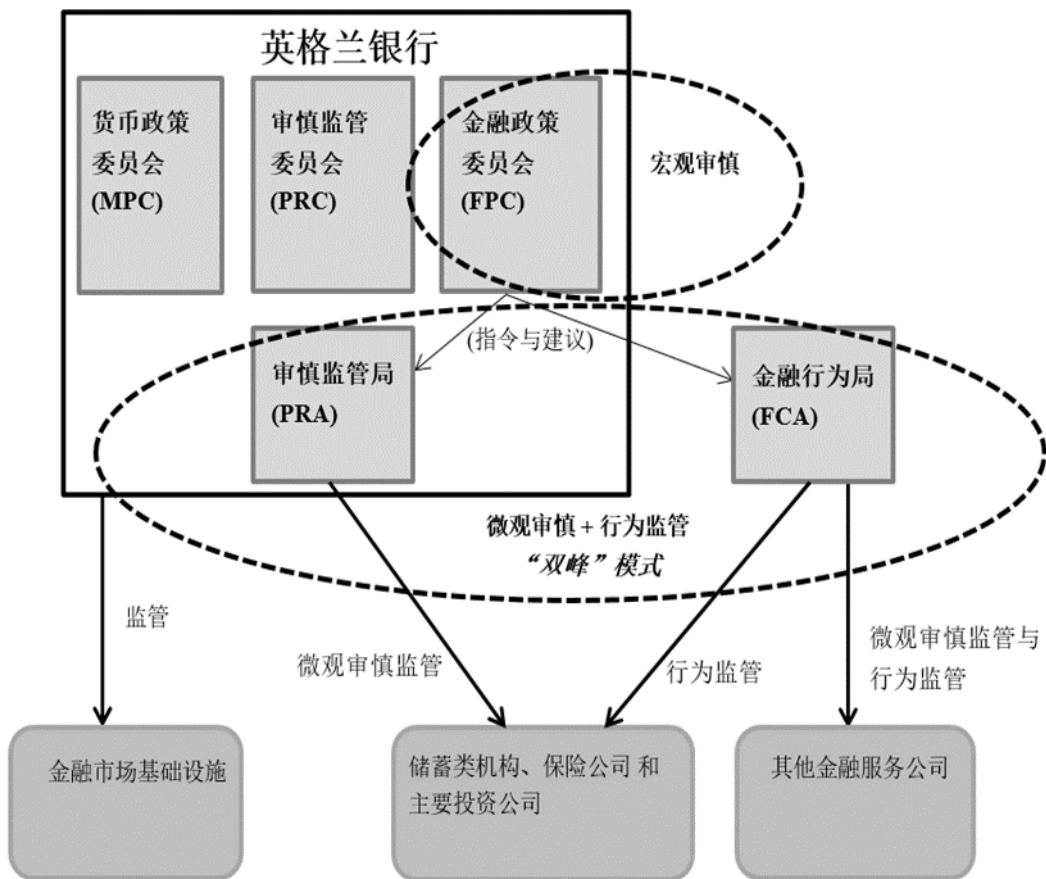 英格兰银行
货币政策
委员会
(MPC)
审慎监管
委员会
(PRC)
金融政策
委员会
(FPC)
宏观审慎
(指令与建议)
审慎监管局
(PRA)
金融行为局
(FCA)
微观审慎 + 行为监管
“双峰”模式
监管
微观审慎监管
行为监管
微观审慎监管与
行为监管
金融市场基础设施
储蓄类机构、保险公司 和
主要投资公司
其他金融服务公司